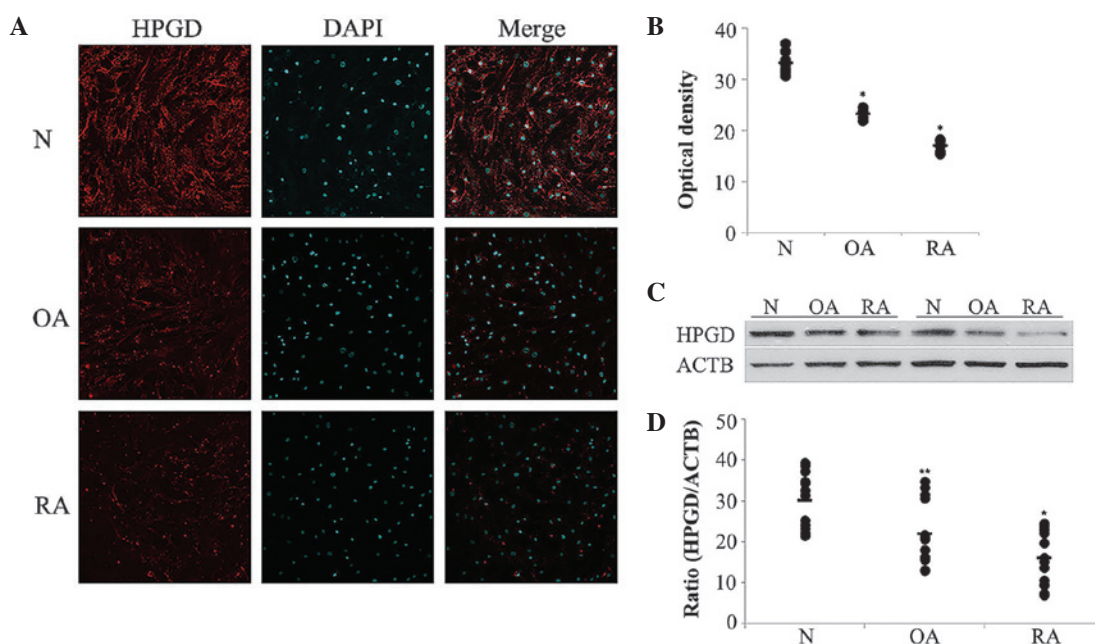 A
HPGD DAPI Merge
N
OA
RA
B
Optical density
40
30
20
10
0
*
*
N OA RA
C
N OA RA N OA RA
HPGD
ACTB
D
Ratio (HPGD/ACTB)
50
40
30
20
10
0
**
*
N OA RA